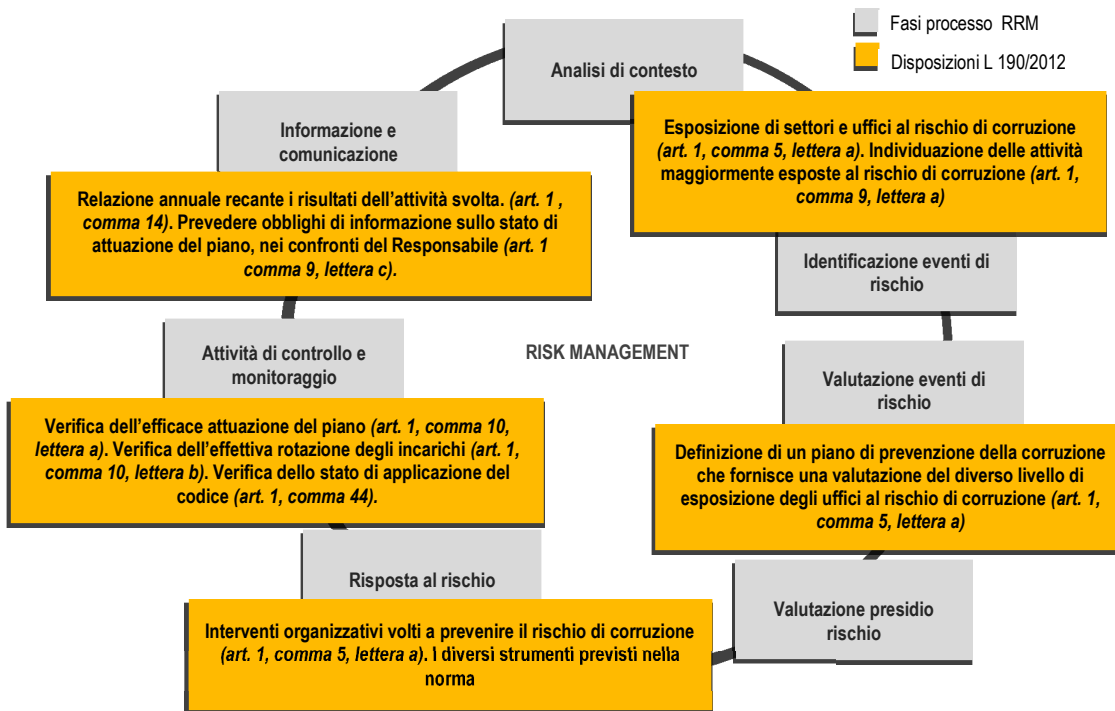 Fasi processo RRM
Disposizioni L 190/2012
Analisi di contesto
Esposizione di settori e uffici al rischio di corruzione
(art. 1, comma 5, lettera a). Individuazione delle attività
maggiormente esposte al rischio di corruzione (art. 1,
comma 9, lettera a)
Identificazione eventi di
rischio
Valutazione eventi di
rischio
Definizione di un piano di prevenzione della corruzione
che fornisce una valutazione del diverso livello di
esposizione degli uffici al rischio di corruzione (art. 1,
comma 5, lettera a)
Valutazione presidio
rischio
Risposta al rischio
Interventi organizzativi volti a prevenire il rischio di corruzione
(art. 1, comma 5, lettera a). I diversi strumenti previsti nella
norma
Attività di controllo e
monitoraggio
Verifica dell’efficace attuazione del piano (art. 1, comma 10,
lettera a). Verifica dell’effettiva rotazione degli incarichi (art. 1,
comma 10, lettera b). Verifica dello stato di applicazione del
codice (art. 1, comma 44).
Informazione e
comunicazione
Relazione annuale recante i risultati dell’attività svolta. (art. 1 ,
comma 14). Prevedere obblighi di informazione sullo stato di
attuazione del piano, nei confronti del Responsabile (art. 1
comma 9, lettera c).
RISK MANAGEMENT